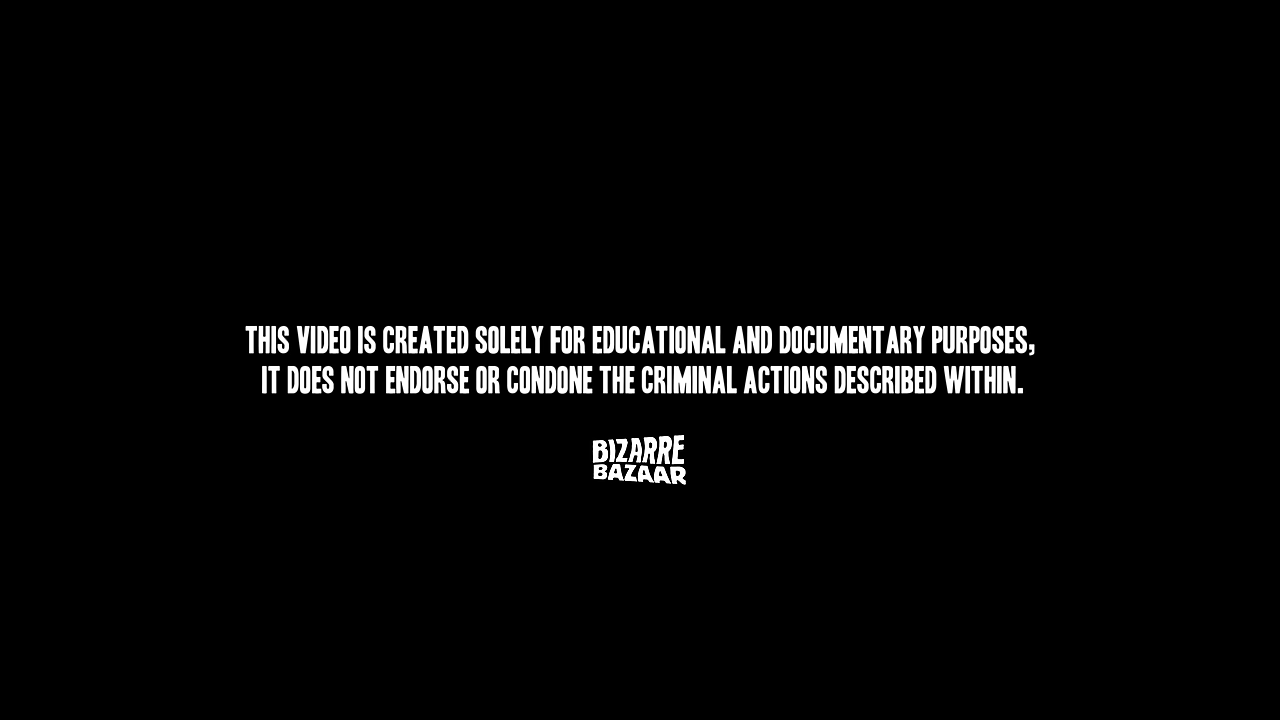 THIS VIDEO IS CREATED SOLELY FOR EDUCATIONAL AND DOCUMENTARY PURPOSES,
IT DOES NOT ENDORSE OR CONDONE THE CRIMINAL ACTIONS DESCRIBED WITHIN.
BIZARRE
BAZAAR